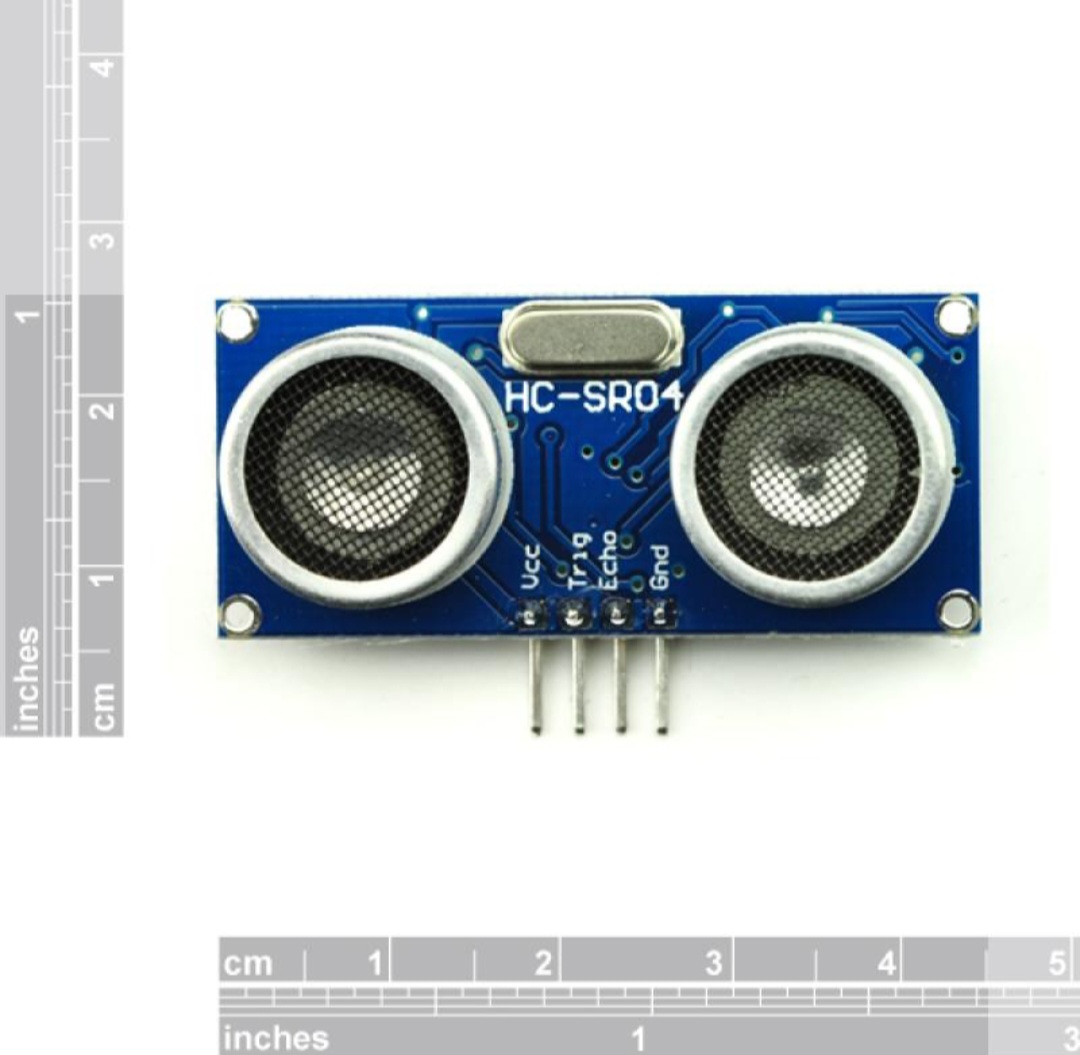 4
3
2
1
cm
1
inches
HC-SR04
Vcc
Trig
Echo
Gnd
cm 1 2 3 4 5
inches 1 3